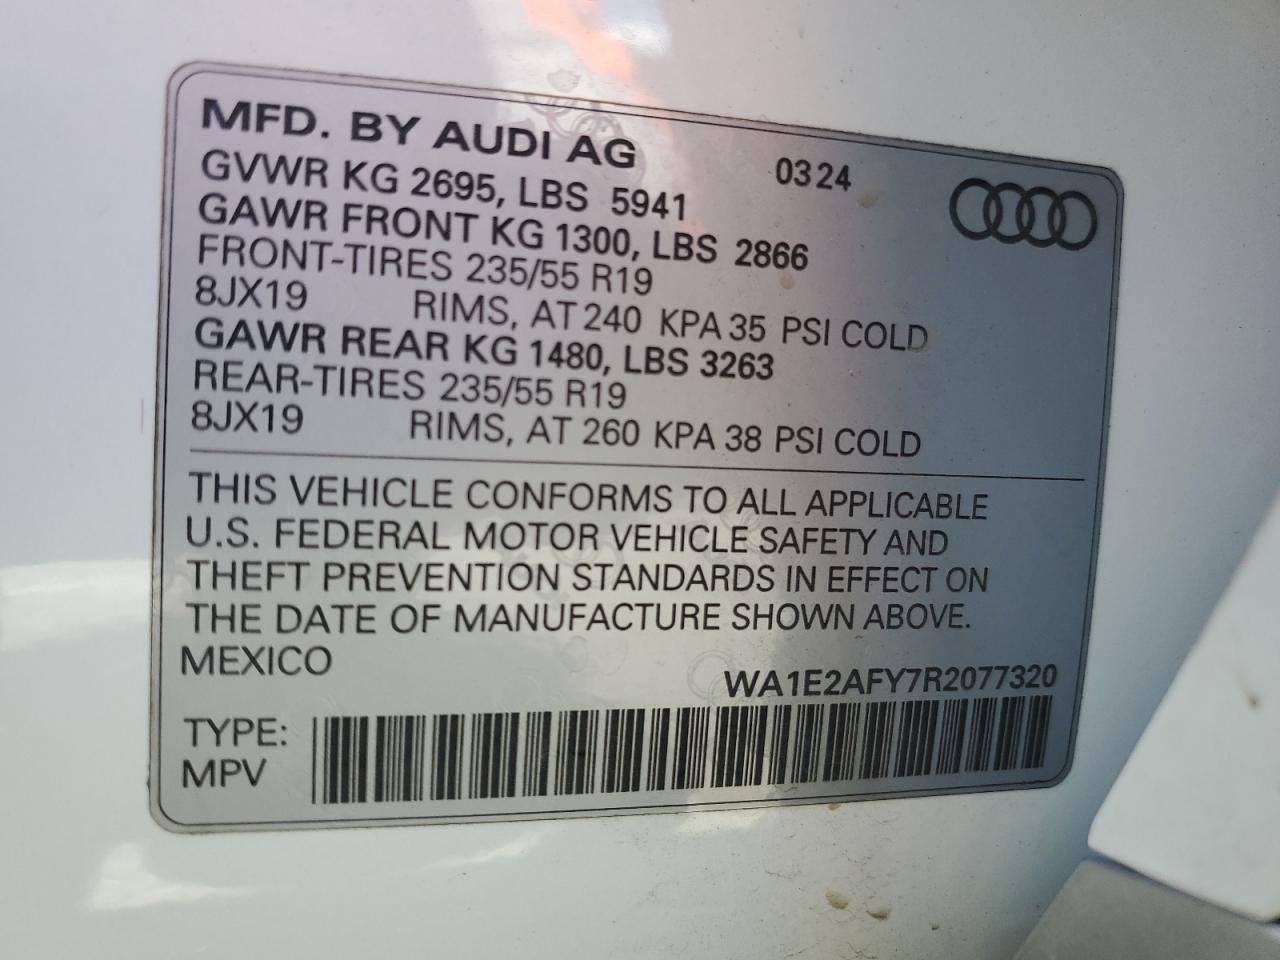 MFD. BY AUDI AG 0324
GVWR KG 2695, LBS 5941
GAWR FRONT KG 1300, LBS 2866
FRONT-TIRES 235/55 R19
8JX19 RIMS, AT 240 KPA 35 PSI COLD
GAWR REAR KG 1480, LBS 3263
REAR-TIRES 235/55 R19
8JX19 RIMS, AT 260 KPA 38 PSI COLD
THIS VEHICLE CONFORMS TO ALL APPLICABLE
U.S. FEDERAL MOTOR VEHICLE SAFETY AND
THEFT PREVENTION STANDARDS IN EFFECT ON
THE DATE OF MANUFACTURE SHOWN ABOVE.
MEXICO
WA1E2AFY7R2077320
TYPE:
MPV